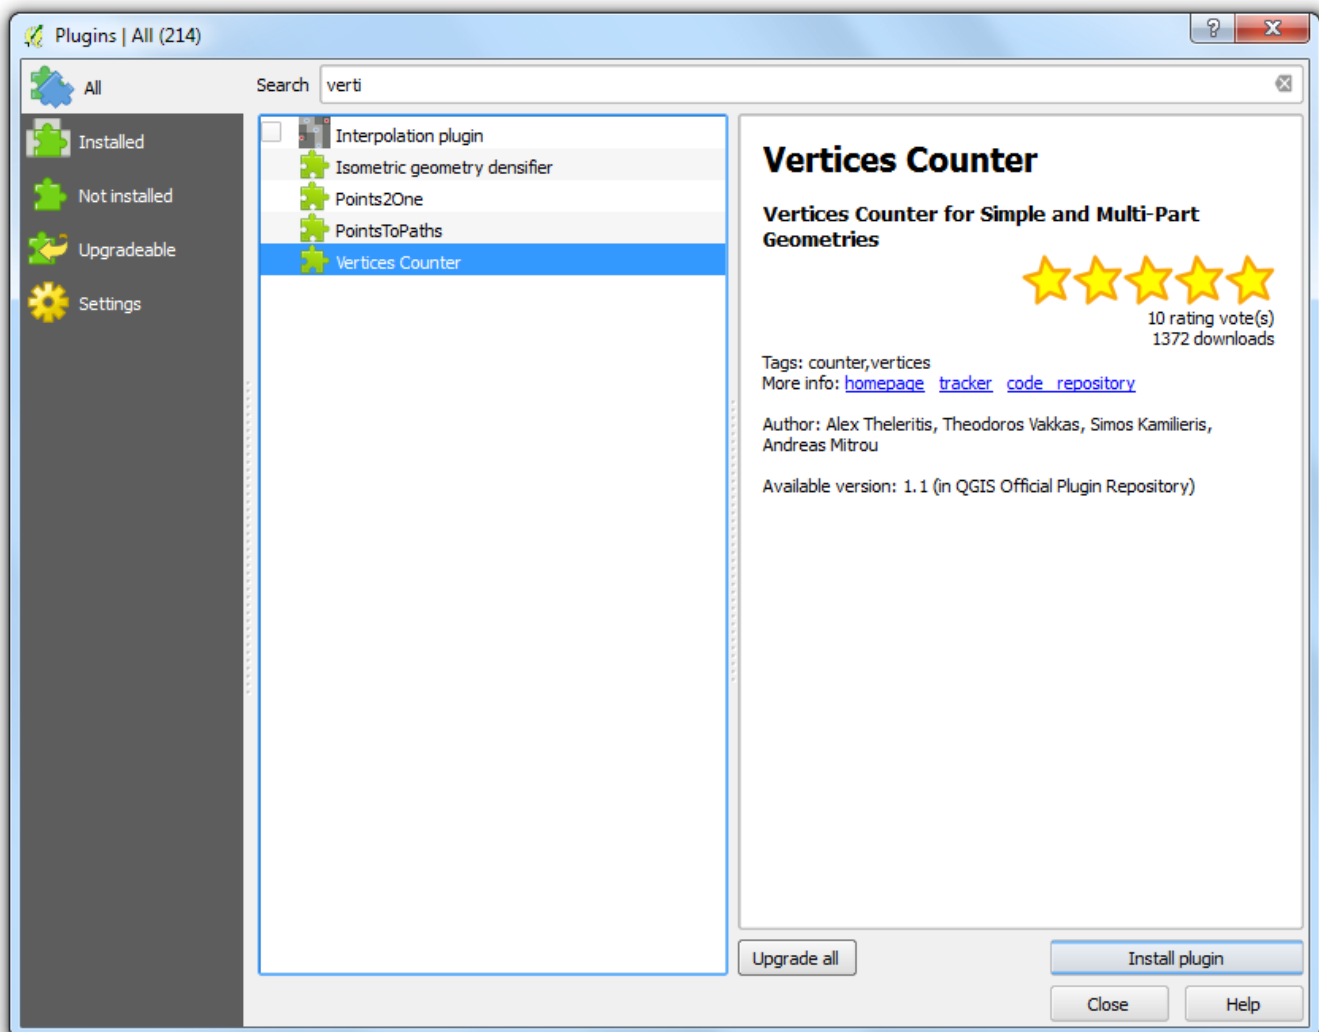 Plugins | All (214)
?
X
All
Installed
Not installed
Upgradeable
Settings
Search verti
Interpolation plugin
Isometric geometry densifier
Points2One
PointsToPaths
Vertices Counter
Vertices Counter
Vertices Counter for Simple and Multi-Part
Geometries
10 rating vote(s)
1372 downloads
Tags: counter,vertices
More info: homepage tracker code repository
Author: Alex Theleritis, Theodoros Vakkas, Simos Kamilieris,
Andreas Mitrou
Available version: 1.1 (in QGIS Official Plugin Repository)
Upgrade all
Install plugin
Close
Help